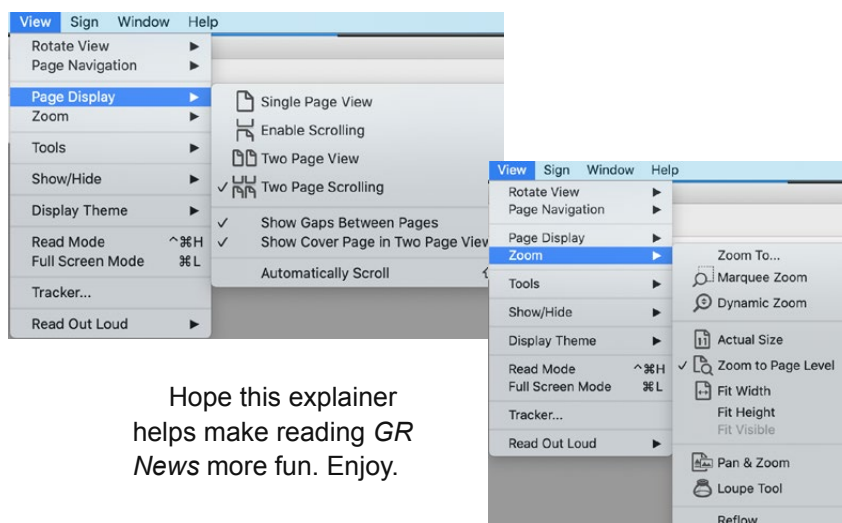 View Sign Window Help
Rotate View
Page Navigation
Page Display
Zoom
Tools
Show/Hide
Display Theme
Read Mode ^⌘H
Full Screen Mode ⌘L
Tracker...
Read Out Loud
Single Page View
Enable Scrolling
Two Page View
✓ Two Page Scrolling
✓ Show Gaps Between Pages
✓ Show Cover Page in Two Page View
Automatically Scroll
View Sign Window Help
Rotate View
Page Navigation
Page Display
Zoom
Tools
Show/Hide
Display Theme
Read Mode ^⌘H
Full Screen Mode ⌘L
Tracker...
Read Out Loud
Zoom To...
Marquee Zoom
Dynamic Zoom
Actual Size
✓ Zoom to Page Level
Fit Width
Fit Height
Fit Visible
Pan & Zoom
Loupe Tool
Reflow
Hope this explainer
helps make reading GR
News more fun. Enjoy.